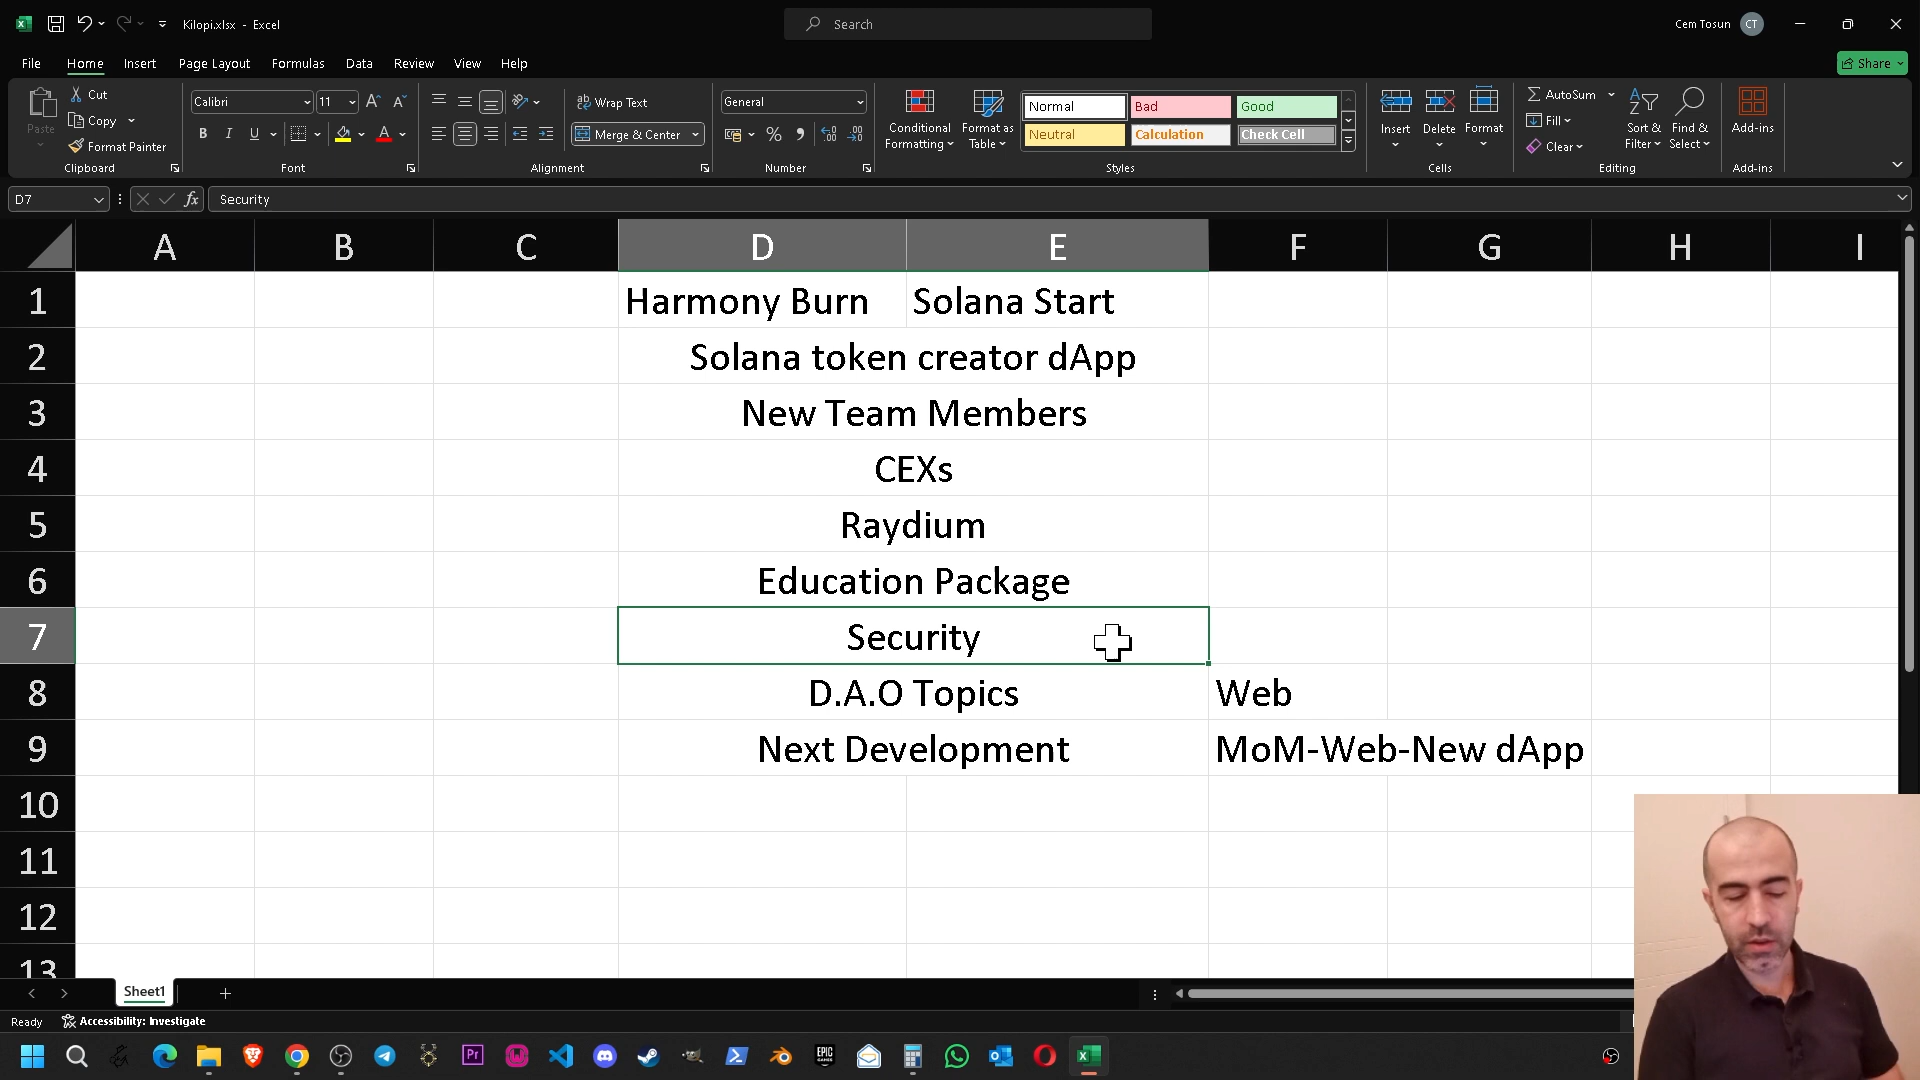 Kilopi.xlsx - Excel
Search
Cem Tosun CT
File Home Insert Page Layout Formulas Data Review View Help
Share
Paste
Cut
Copy
Format Painter
Clipboard
Calibri 11
B I U
Font
Wrap Text
Merge & Center
Alignment
General
Number
Conditional Formatting
Format as Table
Normal Bad Good
Neutral Calculation Check Cell
Styles
Insert Delete Format
Cells
AutoSum
Fill
Clear
Sort & Filter
Find & Select
Editing
Add-ins
Add-ins
D7 fx Security
A B C D E F G H I
1 Harmony Burn Solana Start
2 Solana token creator dApp
3 New Team Members
4 CEXs
5 Raydium
6 Education Package
7 Security
8 D.A.O Topics Web
9 Next Development MoM-Web-New dApp
10
11
12
13
Sheet1
Ready Accessibility: Investigate
Pr
EPIC GAMES